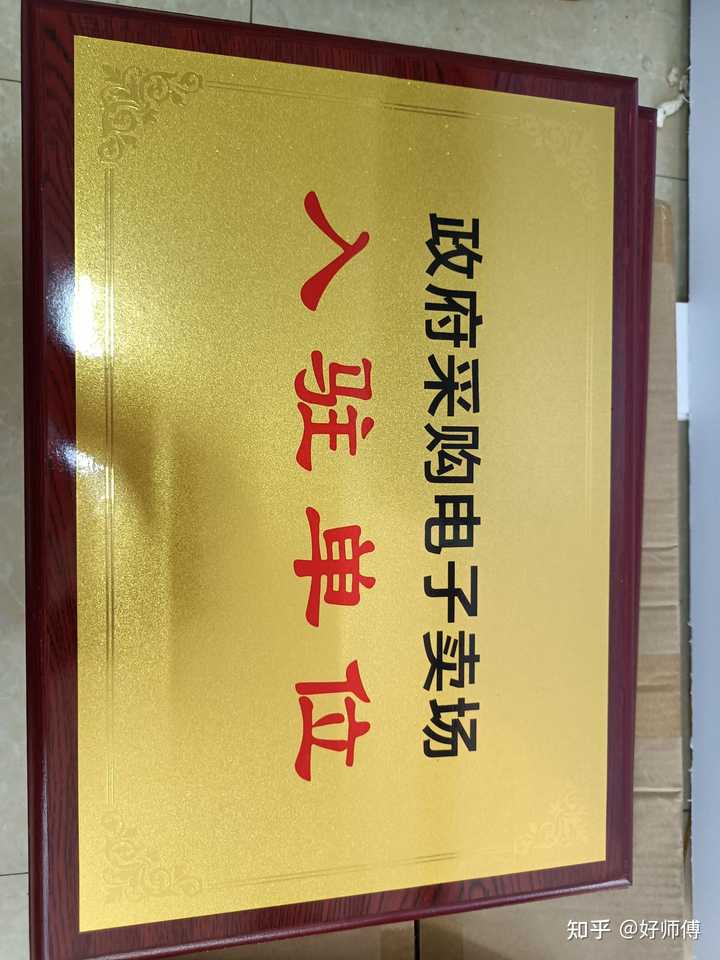 政府采购电子卖场
入驻单位
知乎 @好师傅